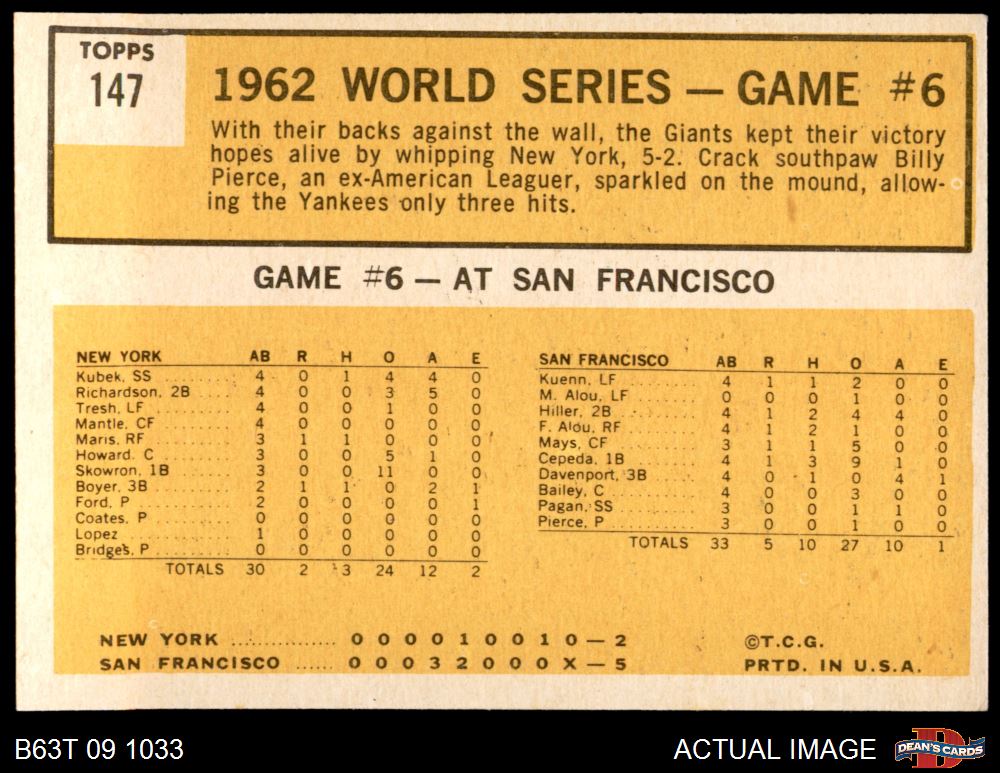 TOPPS
147
1962 WORLD SERIES — GAME #6
With their backs against the wall, the Giants kept their victory
hopes alive by whipping New York, 5-2. Crack southpaw Billy
Pierce, an ex-American Leaguer, sparkled on the mound, allow-
ing the Yankees only three hits.
GAME #6 — AT SAN FRANCISCO
NEW YORK AB R H O A E
Kubek, SS ........ 4 0 1 4 4 0
Richardson, 2B .... 4 0 0 3 5 0
Tresh, LF ........ 4 0 0 1 0 0
Mantle, CF ........ 4 0 0 0 0 0
Maris, RF ........ 3 1 1 0 0 0
Howard, C ........ 3 0 0 5 1 0
Skowron, 1B ...... 3 0 0 11 0 0
Boyer, 3B ........ 2 1 1 0 2 1
Ford, P .......... 2 0 0 0 0 1
Coates, P ........ 0 0 0 0 0 0
Lopez ............ 1 0 0 0 0 0
Bridges, P ........ 0 0 0 0 0 0
TOTALS 30 2 3 24 12 2
SAN FRANCISCO AB R H O A E
Kuenn, LF ........ 4 1 1 2 0 0
M. Alou, LF ...... 0 0 0 1 0 0
Hiller, 2B ........ 4 1 2 4 4 0
F. Alou, RF ...... 4 1 2 1 0 0
Mays, CF ........ 3 1 1 5 0 0
Cepeda, 1B ...... 4 1 3 9 1 0
Davenport, 3B .... 4 0 1 0 4 1
Bailey, C ........ 4 0 0 3 0 0
Pagan, SS ........ 3 0 0 1 1 0
Pierce, P ........ 3 0 0 1 0 0
TOTALS 33 5 10 27 10 1
NEW YORK .............. 0 0 0 0 1 0 0 1 0 — 2
SAN FRANCISCO ...... 0 0 0 3 2 0 0 0 X — 5
©T.C.G.
PRTD. IN U.S.A.
B63T 09 1033
ACTUAL IMAGE
D
DEAN'S CARDS